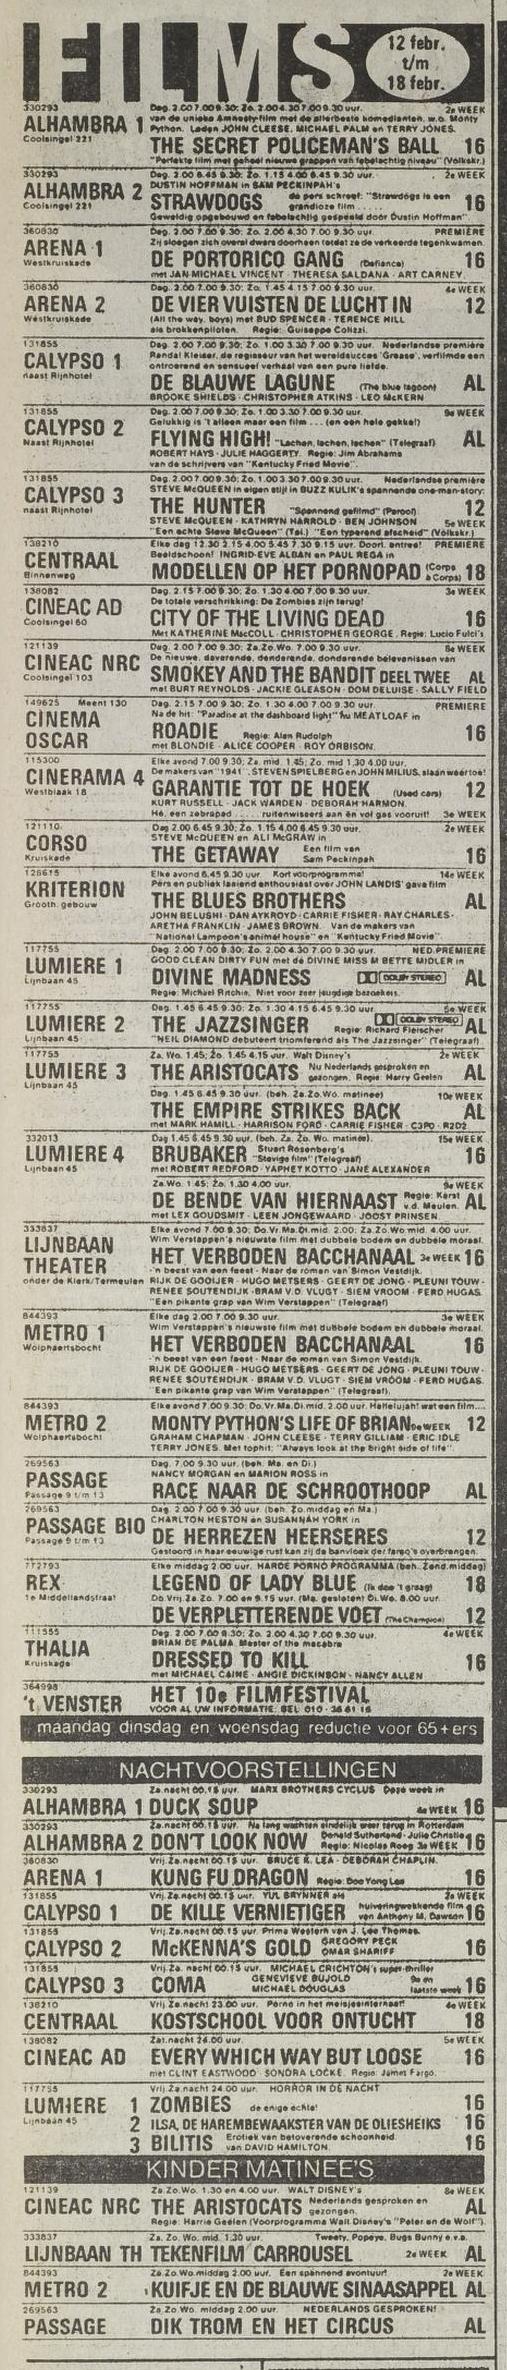 FILMS
12 febr.
t/m
18 febr.
330293 Dag. 2.00 7.00 9.30; Zo. 2.00 4.30 7.00 9.30 uur. 2e WEEK
ALHAMBRA 1 van de unieke Amnesty-film met de allerbeste komedianten, w.o. Monty
Coolsingel 221 Python. Leden JOHN CLEESE, MICHAEL PALM en TERRY JONES.
THE SECRET POLICEMAN'S BALL 16
"Perfekte film met geheel nieuwe grappen van fabelachtig niveau" (Volkskr.)
330293 Dag. 2.00 6.45 9.30; Zo. 1.15 4.00 6.45 9.30 uur. 2e WEEK
ALHAMBRA 2 DUSTIN HOFFMAN in SAM PECKINPAH's
Coolsingel 221 STRAWDOGS de pers schreef: "Strawdogs is een grandioze film ..... 16
Geweldig opgebouwd en fabelachtig gespeeld door Dustin Hoffman".
360830 Dag. 2.00 7.00 9.30; Zo. 2.00 4.30 7.00 9.30 uur. PREMIERE
ARENA 1 Zij sloegen zich overal dwars doorheen totdat ze de verkeerde tegenkwamen.
Westkruiskade DE PORTORICO GANG (Defiance) 16
met JAN-MICHAEL VINCENT · THERESA SALDANA · ART CARNEY.
360830 Dag. 2.00 7.00 9.30; Zo. 1.45 4.15 7.00 9.30 uur. 4e WEEK
ARENA 2 DE VIER VUISTEN DE LUCHT IN 12
Westkruiskade (All the way, boys) met BUD SPENCER · TERENCE HILL
als brokkenpiloten. Regie: Guiseppe Colizzi.
131855 Dag. 2.00 7.00 9.30; Zo. 1.00 3.30 7.00 9.30 uur. Nederlandse première
CALYPSO 1 Randal Kleiser, de regisseur van het wereldsucces 'Grease', verfilmde een
naast Rijnhotel ontroerend en sensueel verhaal van een pure liefde.
DE BLAUWE LAGUNE (The blue lagoon) AL
BROOKE SHIELDS · CHRISTOPHER ATKINS · LEO McKERN
131855 Dag. 2.00 7.00 9.30; Zo. 1.00 3.30 7.00 9.30 uur. 9e WEEK
CALYPSO 2 Gelukkig is 't alleen maar een film ... (en een hele gekke!)
Naast Rijnhotel FLYING HIGH! "Lachen, lachen, lachen" (Telegraaf) AL
ROBERT HAYS · JULIE HAGGERTY. Regie: Jim Abrahams
van de schrijvers van "Kentucky Fried Movie".
131855 Dag. 2.00 7.00 9.30; Zo. 1.00 3.30 7.00 9.30 uur. Nederlandse première
CALYPSO 3 STEVE McQUEEN in eigen stijl in BUZZ KULIK's spannende one-man-story:
naast Rijnhotel THE HUNTER "Spannend gefilmd" (Parool) 12
STEVE McQUEEN · KATHRYN HARROLD · BEN JOHNSON 5e WEEK
"Een echte Steve McQueen" (Tel.) "Een typerend afscheid" (Volkskr.)
138210 Elke dag 12.30 2.15 4.00 5.45 7.30 9.15 uur. Doorl. entree! PREMIERE
CENTRAAL Beeldschoon! INGRID-EVE ALBAN en PAUL REGA in
Binnenweg MODELLEN OP HET PORNOPAD (Corps à Corps) 18
138082 Dag. 2.15 7.00 9.30; Zo. 1.30 4.00 7.00 9.30 uur. 3e WEEK
CINEAC AD De totale verschrikking: De Zombies zijn terug!
Coolsingel 60 CITY OF THE LIVING DEAD 16
Met KATHERINE MacCOLL · CHRISTOPHER GEORGE. Regie: Lucio Fulci's
121139 Dag. 2.00 7.00 9.30; Za.Zo.Wo. 7.00 9.30 uur. 8e WEEK
CINEAC NRC De nieuwe, daverende, denderende, donderende belevenissen van
Coolsingel 103 SMOKEY AND THE BANDIT DEEL TWEE AL
met BURT REYNOLDS · JACKIE GLEASON · DOM DELUISE · SALLY FIELD
149625 Meent 130 Dag. 2.15 7.00 9.30; Zo. 1.30 4.00 7.00 9.30 uur. PREMIERE
CINEMA Na de hit: "Paradise at the dashboard light" nu MEATLOAF in
OSCAR ROADIE Regie: Alan Rudolph 16
met BLONDIE · ALICE COOPER · ROY ORBISON.
115300 Elke avond 7.00 9.30; Za. mid. 1.45; Zo. mid 1.30 4.00 uur.
CINERAMA 4 De makers van "1941", STEVEN SPIELBERG en JOHN MILIUS, slaan weer toe!
Westblaak 18 GARANTIE TOT DE HOEK (Used cars) 12
KURT RUSSELL · JACK WARDEN · DEBORAH HARMON.
Hé, een zebrapad ..... ruitenwissers aan èn vol gas vooruit! 3e WEEK
121110 Dag 2.00 6.45 9.30; Zo. 1.15 4.00 6.45 9.30 uur. 2e WEEK
CORSO STEVE McQUEEN en ALI McGRAW in
Kruiskade THE GETAWAY Een film van Sam Peckinpah 16
126615 Elke avond 6.45 9.30 uur. Kort voorprogramma! 14e WEEK
KRITERION Pers en publiek laaiend enthousiast over JOHN LANDIS' gave film
Grooth. gebouw THE BLUES BROTHERS AL
JOHN BELUSHI · DAN AYKROYD · CARRIE FISHER · RAY CHARLES ·
ARETHA FRANKLIN · JAMES BROWN. Van de makers van
"National Lampoon's animal house" en "Kentucky Fried Movie".
117755 Dag. 2.00 7.00 9.30; Zo. 2.00 4.30 7.00 9.30 uur. NED. PREMIERE
LUMIERE 1 GOOD CLEAN DIRTY FUN met de DIVINE MISS M BETTE MIDLER in
Lijnbaan 45 DIVINE MADNESS DOLBY STEREO AL
Regie: Michael Ritchie. Niet voor zeer jeugdige bezoekers.
117755 Dag. 1.45 6.45 9.30 uur; Zo. 1.30 4.15 6.45 9.30 uur. 5e WEEK
LUMIERE 2 THE JAZZSINGER DOLBY STEREO Regie: Richard Fleischer AL
Lijnbaan 45 "NEIL DIAMOND debuteert triomferend als The Jazzsinger" (Telegraaf)
117755 Za. Wo. 1.45; Zo. 1.45 4.15 uur. Walt Disney's 2e WEEK
LUMIERE 3 THE ARISTOCATS Nu Nederlands gesproken en gezongen. Regie: Harry Geelen AL
Lijnbaan 45
Dag. 1.45 6.45 9.30 uur. (beh. Za.Zo.Wo. matinee) 10e WEEK
THE EMPIRE STRIKES BACK AL
met MARK HAMILL · HARRISON FORD · CARRIE FISHER · C3PO · R2D2
332013 Dag 1.45 6.45 9.30 uur. (beh. Za. Zo. Wo. matinee). 15e WEEK
LUMIERE 4 BRUBAKER Stuart Rosenberg's "Stevige film" (Telegraaf) 16
Lijnbaan 45 met ROBERT REDFORD · YAPHET KOTTO · JANE ALEXANDER
Za.Wo. 1.45; Zo. 1.30 4.00 uur. 9e WEEK
DE BENDE VAN HIERNAAST Regie: Karst v.d. Meulen. AL
met LEX GOUDSMIT · LEEN JONGEWAARD · JOOST PRINSEN.
333837 Elke avond 7.00 9.30; Do.Vr.Ma.Di.mid. 2.00; Za.Zo.Wo.mid. 4.00 uur.
LIJNBAAN Wim Verstappen's nieuwste film met dubbele bodem en dubbele moraal.
THEATER HET VERBODEN BACCHANAAL 3e WEEK 16
onder de Klerk/Termeulen 'n beest van een feest · Naar de roman van Simon Vestdijk.
RIJK DE GOOIJER · HUGO METSERS · GEERT DE JONG · PLEUNI TOUW ·
RENEE SOUTENDIJK · BRAM V.D. VLUGT · SIEM VROOM · FERD HUGAS.
"Een pikante grap van Wim Verstappen" (Telegraaf)
844393 Elke dag 2.00 7.00 9.30 uur. 3e WEEK
METRO 1 Wim Verstappen's nieuwste film met dubbele bodem en dubbele moraal.
Wolphaertsbocht HET VERBODEN BACCHANAAL 16
'n beest van een feest · Naar de roman van Simon Vestdijk.
RIJK DE GOOIJER · HUGO METSERS · GEERT DE JONG · PLEUNI TOUW ·
RENEE SOUTENDIJK · BRAM V.D. VLUGT · SIEM VROOM · FERD HUGAS.
"Een pikante grap van Wim Verstappen" (Telegraaf).
844393 Elke avond 7.00 9.30; Do.Vr.Ma.Di.mid. 2.00 uur. Hallelujah! wat een film....
METRO 2 MONTY PYTHON'S LIFE OF BRIAN WEEK 12
Wolphaertsbocht GRAHAM CHAPMAN · JOHN CLEESE · TERRY GILLIAM · ERIC IDLE
TERRY JONES. Met tophit: "Always look at the bright side of life".
269563 Dag. 7.00 uur. (beh. Ma. en Di.)
PASSAGE NANCY MORGAN en MARION ROSS in
Passage 9 t/m 13 RACE NAAR DE SCHROOTHOOP AL
269563 Dag. 2.00 7.00 9.30 uur. (beh. Zo.middag en Ma.)
PASSAGE BIO CHARLTON HESTON en SUSANNAH YORK in
Passage 9 t/m 13 DE HERREZEN HEERSERES 12
Gestoord in haar eeuwige rust kan zij de banvloek der farao's overbrengen.
772793 Elke middag 2.00 uur. HARDE PORNO PROGRAMMA (beh. Zond.middag)
REX LEGEND OF LADY BLUE (Ik doe 't graag) 18
1e Middellandstraat Do.Vrij.Za.Zo. 7.00 en 9.15 uur. (Ma. gesloten) Di.Wo. 8.00 uur.
DE VERPLETTERENDE VOET (The Champion) 12
111555 Dag. 2.00 7.00 9.30; Zo. 2.00 4.30 7.00 9.30 uur. 4e WEEK
THALIA BRIAN DE PALMA, Master of the macabre
Kruiskade DRESSED TO KILL 16
met MICHAEL CAINE · ANGIE DICKINSON · NANCY ALLEN
364998 HET 10e FILMFESTIVAL
't VENSTER VOOR AL UW INFORMATIE: BEL 010 - 36 41 16
maandag dinsdag en woensdag reductie voor 65+ers
NACHTVOORSTELLINGEN
330293 Za.nacht 00.15 uur. MARX BROTHERS CYCLUS Deze week in
ALHAMBRA 1 DUCK SOUP 4e WEEK 16
330293 Za.nacht 00.15 uur. Na lang wachten eindelijk weer terug in Rotterdam
ALHAMBRA 2 DON'T LOOK NOW Donald Sutherland · Julie Christie Regie: Nicolas Roeg 3e WEEK 16
360830 Vrij.Za.nacht 00.15 uur. BRUCE K. LEA · DEBORAH CHAPLIN.
ARENA 1 KUNG FU DRAGON Regie: Doo Yong Lee 16
131855 Vrij.Za.nacht 00.15 uur. YUL BRYNNER als 2e WEEK
CALYPSO 1 DE KILLE VERNIETIGER huiveringwekkende film van Anthony M. Dawson 16
131855 Vrij.Za.nacht 00.15 uur. Prima Western van J. Lee Thomas.
CALYPSO 2 McKENNA'S GOLD GREGORY PECK OMAR SHARIFF 16
131855 Vrij.Za. nacht 00.15 uur. MICHAEL CRICHTON's super-thriller
CALYPSO 3 COMA GENEVIEVE BUJOLD MICHAEL DOUGLAS 9e en laatste week 16
138210 Vrij.Za.nacht 23.00 uur. Porno in het meisjesinternaat! 4e WEEK
CENTRAAL KOSTSCHOOL VOOR ONTUCHT 18
138082 Zat.nacht 24.00 uur. 5e WEEK
CINEAC AD EVERY WHICH WAY BUT LOOSE 16
met CLINT EASTWOOD · SONDRA LOCKE. Regie: James Fargo.
117755 Vrij.Za.nacht 24.00 uur. HORROR IN DE NACHT
LUMIERE 1 ZOMBIES de enige echte! 16
Lijnbaan 45 2 ILSA, DE HAREMBEWAAKSTER VAN DE OLIESHEIKS 16
3 BILITIS Erotiek van betoverende schoonheid van DAVID HAMILTON. 16
KINDER MATINEE'S
121139 Za.Zo.Wo. 1.30 en 4.00 uur. WALT DISNEY's 8e WEEK
CINEAC NRC THE ARISTOCATS Nederlands gesproken en gezongen. AL
Regie: Harrie Geelen (Voorprogramma Walt Disney's "Peter en de Wolf").
333837 Za. Zo. Wo. mid. 1.30 uur. Tweety, Popeye, Bugs Bunny e.v.a.
LIJNBAAN TH TEKENFILM CARROUSEL 2e WEEK AL
844393 Za.Zo.Wo.middag 2.00 uur. Een spannend avontuur! 2e WEEK
METRO 2 KUIFJE EN DE BLAUWE SINAASAPPEL AL
269563 Za.Zo.Wo. middag 2.00 uur. NEDERLANDS GESPROKEN!
PASSAGE DIK TROM EN HET CIRCUS AL